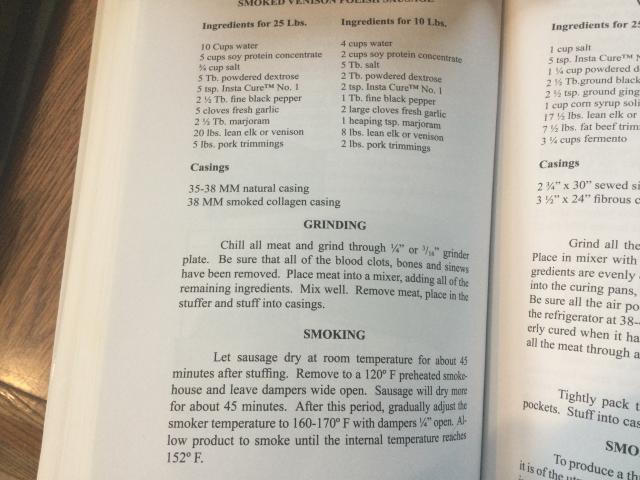 SMOKED VENISON POLISH SAUSAGE
Ingredients for 25 Lbs.
10 Cups water
5 cups soy protein concentrate
¾ cup salt
5 Tb. powdered dextrose
5 tsp. Insta Cure™ No. 1
2 ½ Tb. fine black pepper
5 cloves fresh garlic
2 ½ Tb. marjoram
20 lbs. lean elk or venison
5 lbs. pork trimmings
Ingredients for 10 Lbs.
4 cups water
2 cups soy protein concentrate
5 Tb. salt
2 Tb. powdered dextrose
2 tsp. Insta Cure™ No. 1
1 Tb. fine black pepper
2 large cloves fresh garlic
1 heaping tsp. marjoram
8 lbs. lean elk or venison
2 lbs. pork trimmings
Casings
35-38 MM natural casing
38 MM smoked collagen casing
GRINDING
Chill all meat and grind through ¼” or 3/16” grinder
plate. Be sure that all of the blood clots, bones and sinews
have been removed. Place meat into a mixer, adding all of the
remaining ingredients. Mix well. Remove meat, place in the
stuffer and stuff into casings.
SMOKING
Let sausage dry at room temperature for about 45
minutes after stuffing. Remove to a 120° F preheated smoke-
house and leave dampers wide open. Sausage will dry more
for about 45 minutes. After this period, gradually adjust the
smoker temperature to 160-170° F with dampers ¼” open. Al-
low product to smoke until the internal temperature reaches
152° F.
Ingredients for 25
1 cup salt
5 tsp. Insta Cure™
1 ¼ cup powdered
2 ½ Tb. ground black
2 ½ tsp. ground ging
1 cup corn syrup soli
17 ½ lbs. lean elk or
7 ½ lbs. fat beef trim
3 ¼ cups fermento
Casings
2 ¾” x 30” sewed
3 ½” x 24” fibrous c
Grind all the
Place in mixer with
gredients are evenly
into the curing pans,
Be sure all the air po
the refrigerator at 38-
erly cured when it ha
all the meat through a
Tightly pack t
pockets. Stuff into cas
SMO
To produce a th
it is of the